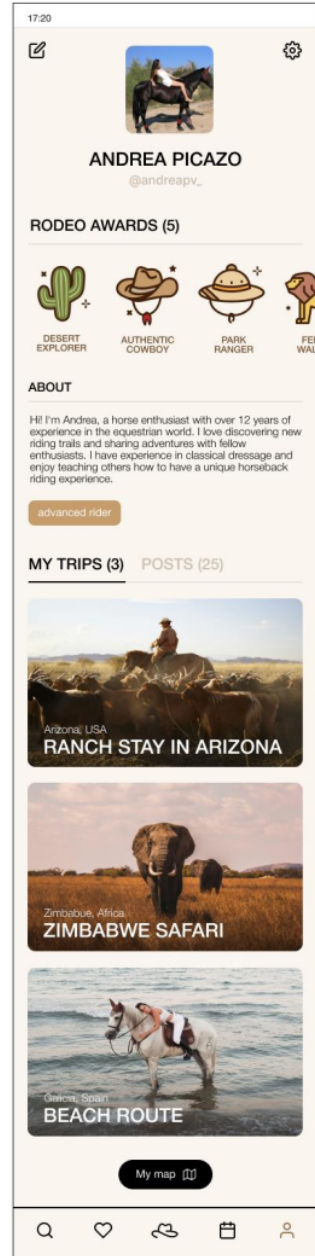 17:20
ANDREA PICAZO
@andreapv_
RODEO AWARDS (5)
DESERT
EXPLORER
AUTHENTIC
COWBOY
PARK
RANGER
ABOUT
Hi! I'm Andrea, a horse enthusiast with over 12 years of
experience in the equestrian world. I love discovering new
riding trails and sharing adventures with fellow
enthusiasts. I have experience in classical dressage and
enjoy teaching others how to have a unique horseback
riding experience.
advanced rider
MY TRIPS (3)
POSTS (25)
Arizona, USA
RANCH STAY IN ARIZONA
Zimbabue, Africa
ZIMBABWE SAFARI
Galicia, Spain
BEACH ROUTE
My map